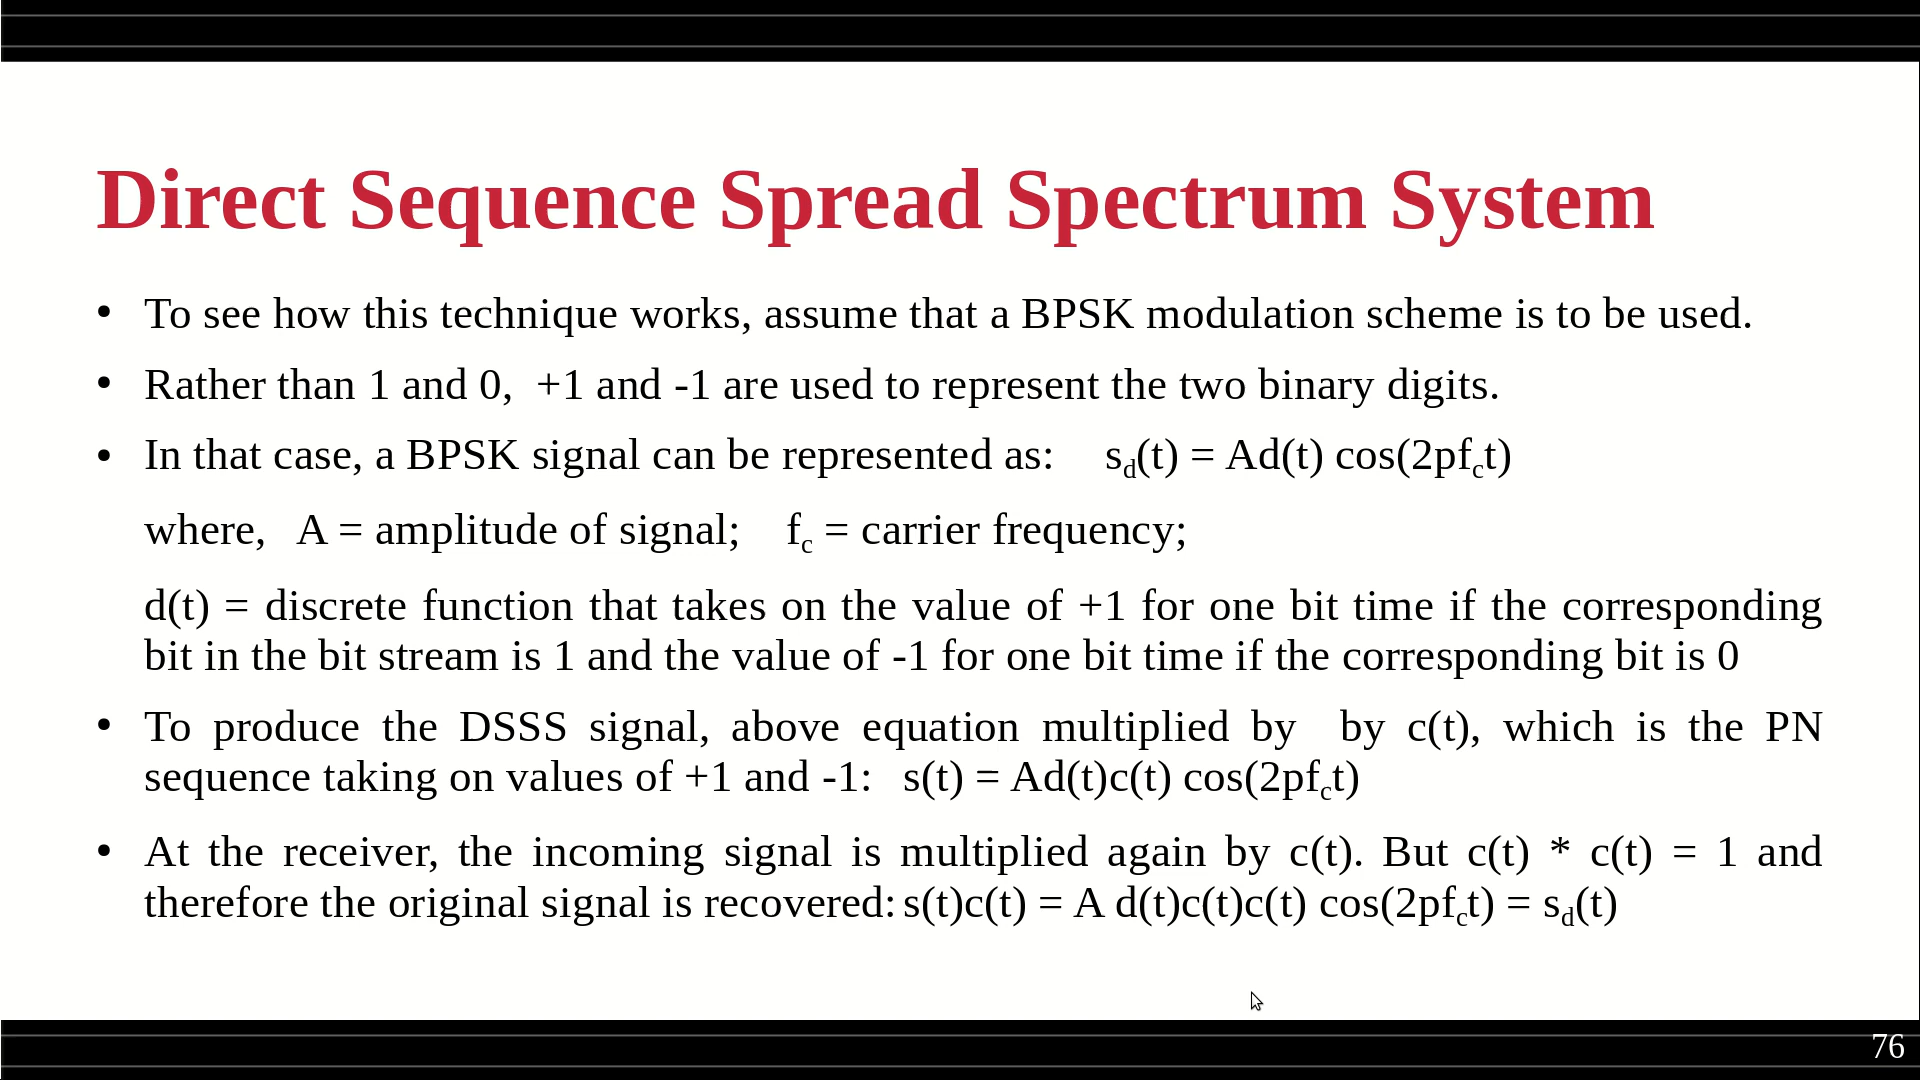 Direct Sequence Spread Spectrum System
• To see how this technique works, assume that a BPSK modulation scheme is to be used.
• Rather than 1 and 0,  +1 and -1 are used to represent the two binary digits.
• In that case, a BPSK signal can be represented as:    s_d(t) = Ad(t) cos(2pf_ct)
where,   A = amplitude of signal;    f_c = carrier frequency;
d(t) = discrete function that takes on the value of +1 for one bit time if the corresponding
bit in the bit stream is 1 and the value of -1 for one bit time if the corresponding bit is 0
• To produce the DSSS signal, above equation multiplied by  by c(t), which is the PN
sequence taking on values of +1 and -1:   s(t) = Ad(t)c(t) cos(2pf_ct)
• At the receiver, the incoming signal is multiplied again by c(t). But c(t) * c(t) = 1 and
therefore the original signal is recovered: s(t)c(t) = A d(t)c(t)c(t) cos(2pf_ct) = s_d(t)
76